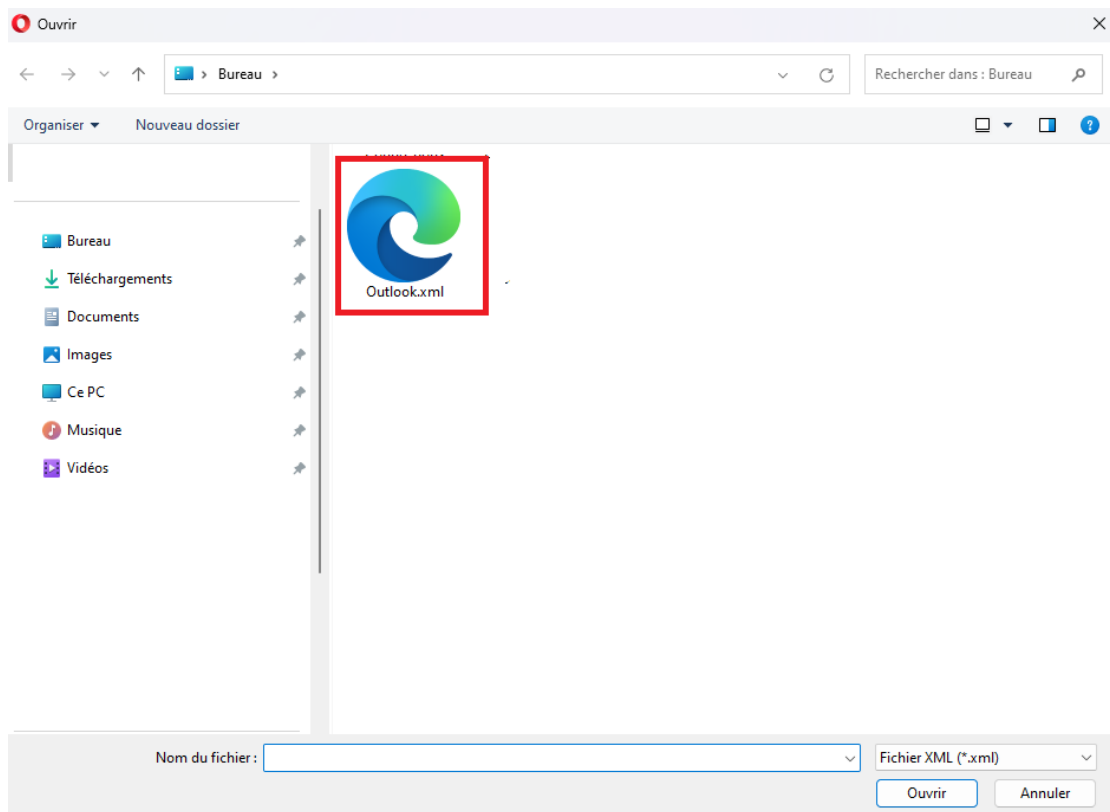 Ouvrir
Bureau
Rechercher dans : Bureau
Organiser
Nouveau dossier
Bureau
Téléchargements
Documents
Images
Ce PC
Musique
Vidéos
Outlook.xml
Nom du fichier :
Fichier XML (*.xml)
Ouvrir
Annuler